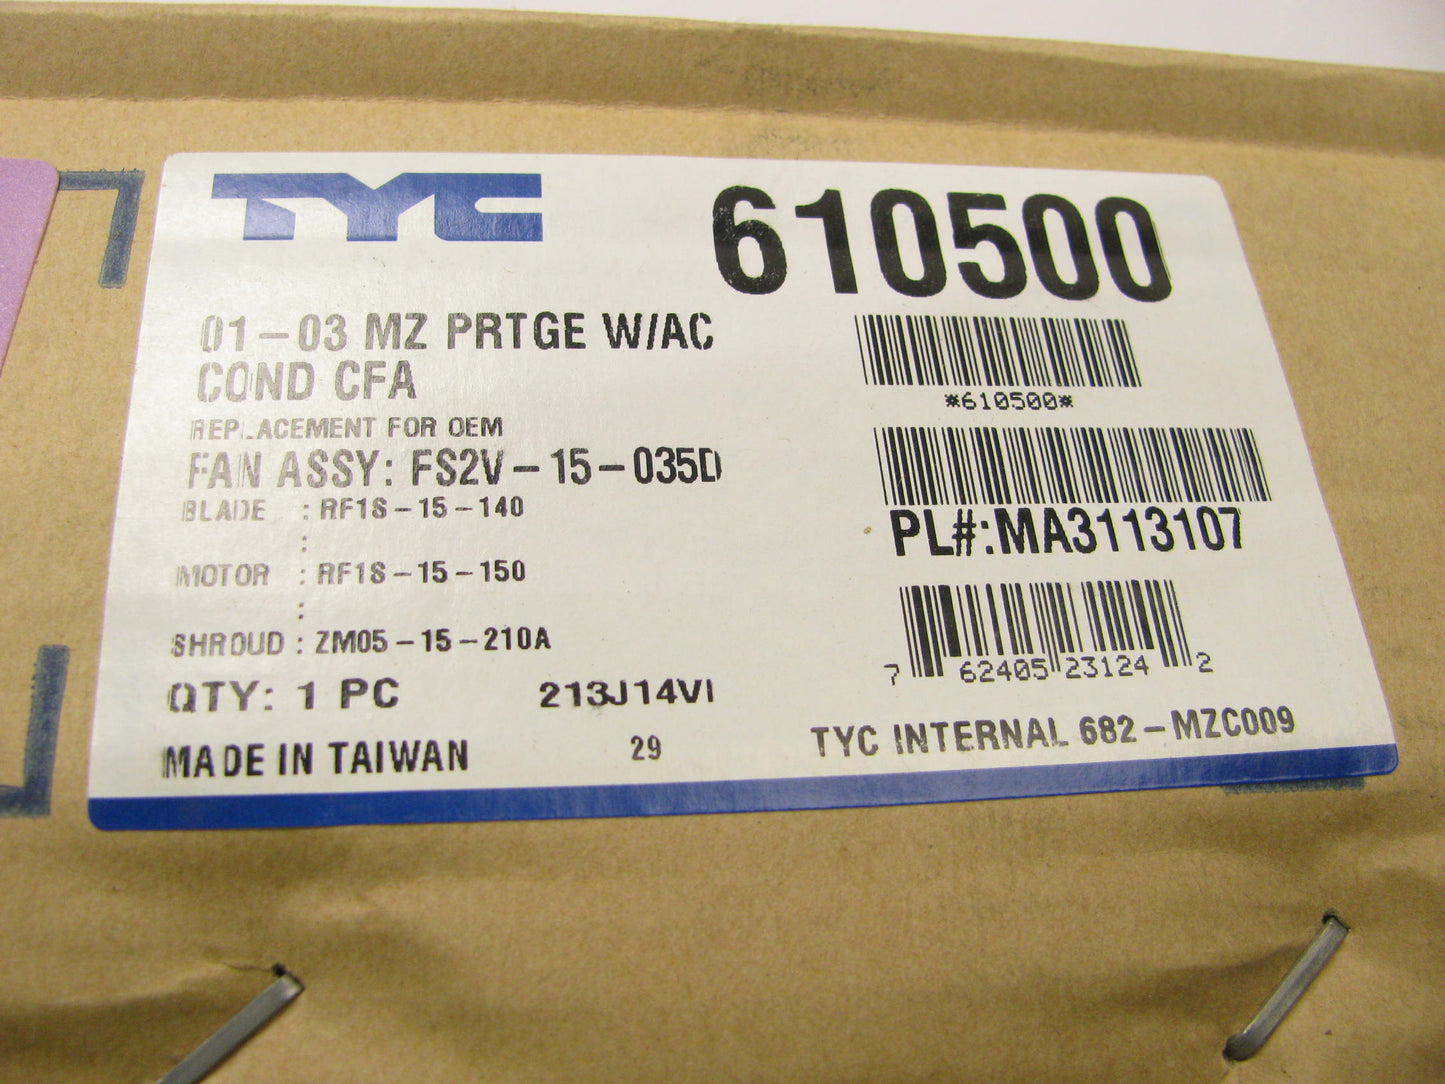 TYC
610500
01-03 MZ PRTGE W/AC
COND CFA
REPLACEMENT FOR OEM
FAN ASSY: FS2V-15-035D
BLADE : RF1S-15-140
:
MOTOR : RF1S-15-150
:
SHROUD : ZM05-15-210A
QTY: 1 PC 213J14VI
MADE IN TAIWAN 29
*610500*
PL#:MA3113107
7 62405 23124 2
TYC INTERNAL 682-MZC009